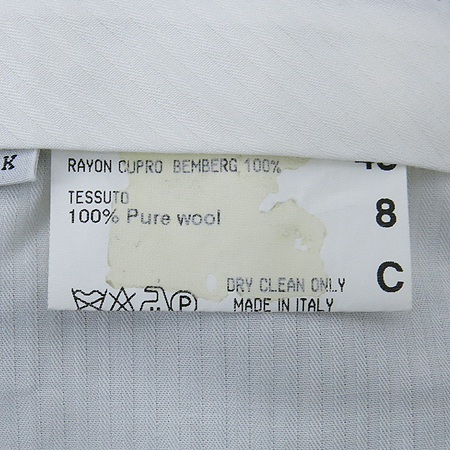 RAYON CUPRO BEMBERG 100%
K
TESSUTO
8
100% Pure wool
C
DRY CLEAN ONLY
P
MADE IN ITALY